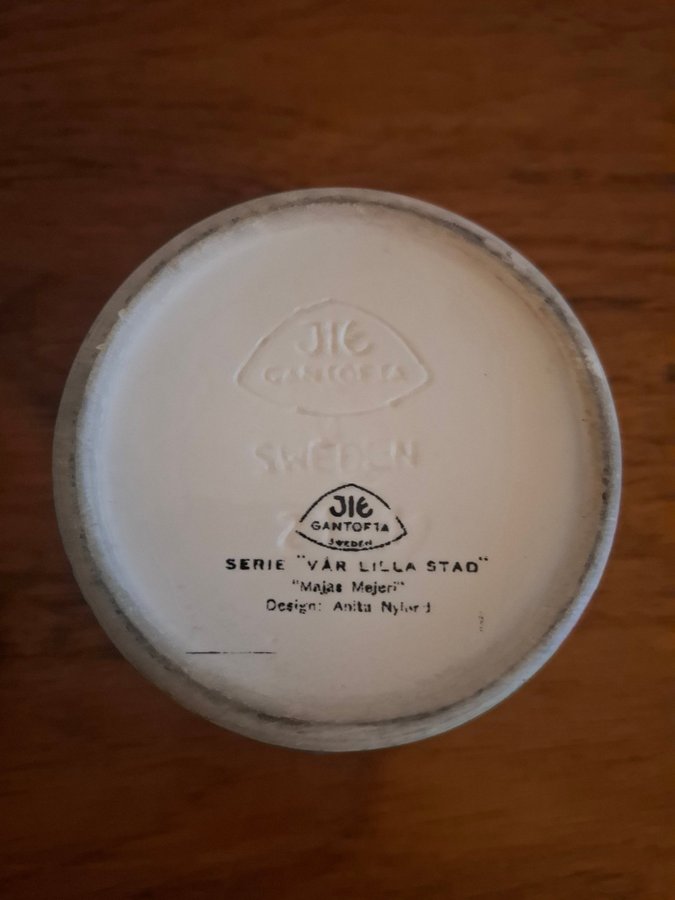 JIE
GANTOFTA
SWEDEN
JIE
GANTOFTA
SWEDEN
SERIE "VÅR LILLA STAD"
"Majas Mejeri"
Design: Anita Nylund